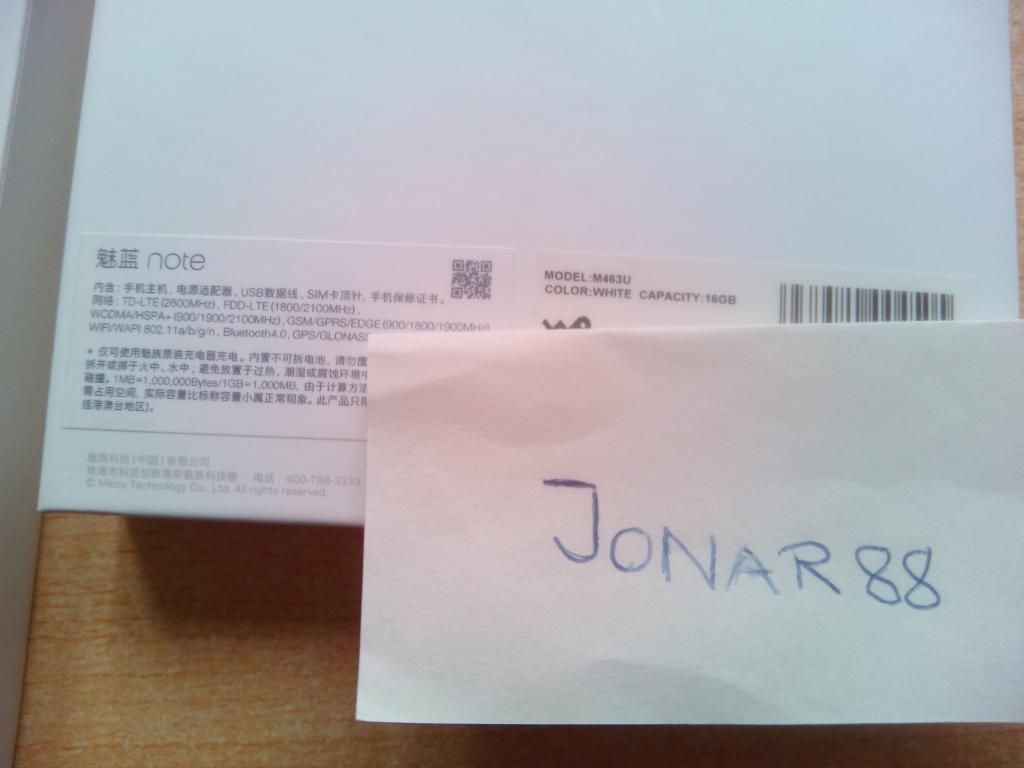 魅蓝 note
内含: 手机主机, 电源适配器, USB数据线, SIM卡顶针, 手机保修证书。
网络: TD-LTE (2600MHz) , FDD-LTE (1800/2100MHz) ,
WCDMA/HSPA+ (900/1900/2100MHz) , GSM/GPRS/EDGE (900/1800/1900MHz)
WiFi/WAPI 802.11a/b/g/n, Bluetooth4.0, GPS/GLONASS
* 仅可使用魅族原装充电器充电。内置不可拆电池、请勿擅
拆开或掷于火中、水中; 避免放置于过热、潮湿或腐蚀环境中
碰撞。1MB=1,000,000Bytes/1GB=1,000MB, 由于计算方法
需占用空间, 实际容量比标称容量小属正常现象。此产品只限
括港澳台地区)。
魅族科技 (中国) 有限公司
珠海市科技创新海岸魅族科技楼 电话: 400-788-3333
© Meizu Technology Co., Ltd. All rights reserved.
MODEL:M463U
COLOR:WHITE CAPACITY:16GB
JONAR88